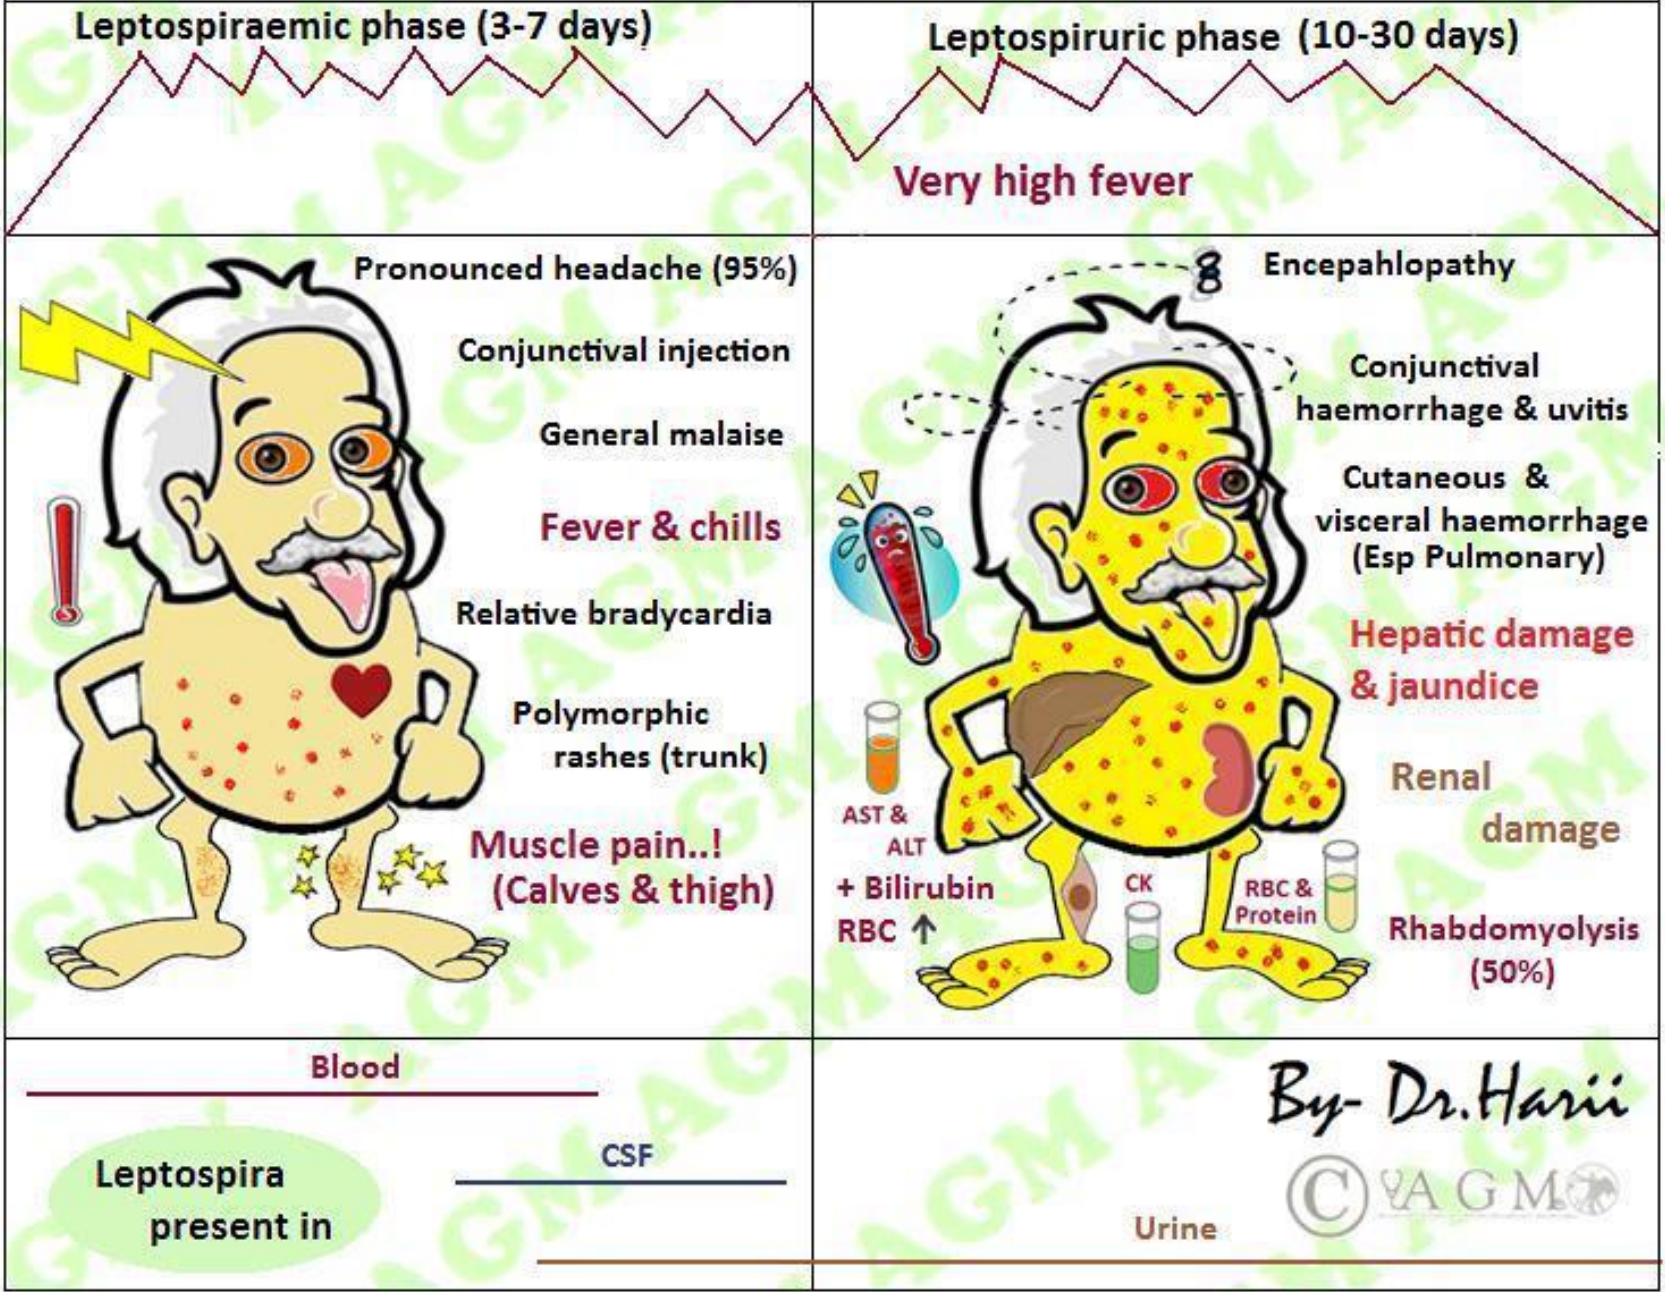 Leptospiraemic phase (3-7 days)
Leptospiruric phase (10-30 days)
Very high fever
Pronounced headache (95%)
Conjunctival injection
General malaise
Fever & chills
Relative bradycardia
Polymorphic
rashes (trunk)
Muscle pain..!
(Calves & thigh)
Encepahlopathy
Conjunctival
haemorrhage & uvitis
Cutaneous &
visceral haemorrhage
(Esp Pulmonary)
Hepatic damage
& jaundice
Renal
damage
AST &
ALT
+ Bilirubin
RBC ↑
CK
RBC &
Protein
Rhabdomyolysis
(50%)
Blood
CSF
Urine
Leptospira
present in
By- Dr.Harii
© AGM